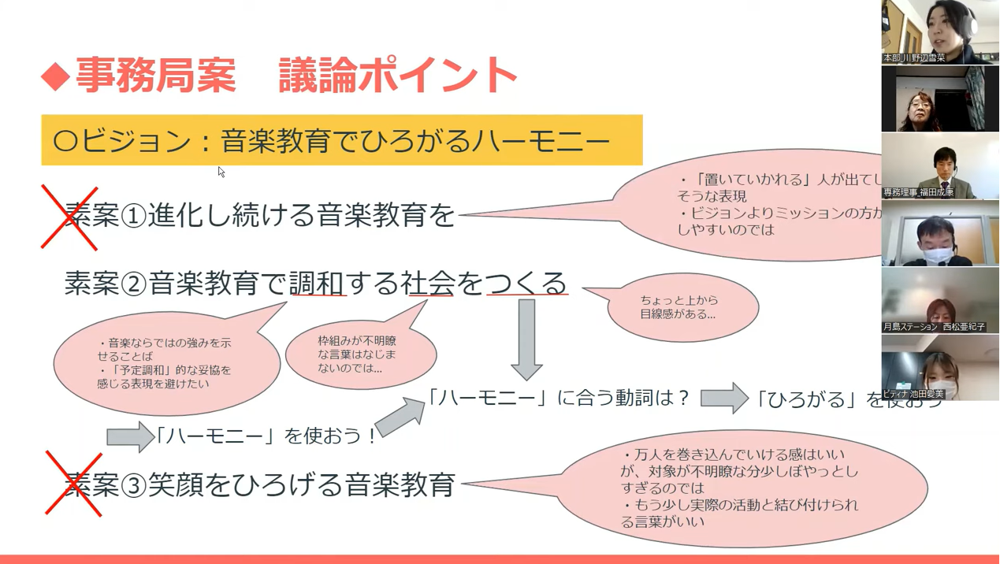 ◆事務局案　議論ポイント
〇ビジョン：音楽教育でひろがるハーモニー
・「置いていかれる」人が出てし
そうな表現
・ビジョンよりミッションの方が
しやすいのでは
素案①進化し続ける音楽教育を
素案②音楽教育で調和する社会をつくる
ちょっと上から
目線感がある…
・音楽ならではの強みを示
せることば
・「予定調和」的な妥協を
感じる表現を避けたい
枠組みが不明瞭
な言葉はなじま
ないのでは…
「ハーモニー」に合う動詞は？
「ひろがる」を使おう
「ハーモニー」を使おう！
素案③笑顔をひろげる音楽教育
・万人を巻き込んでいける感はいい
が、対象が不明瞭な分少しぼやっとし
すぎるのでは
・もう少し実際の活動と結び付けられ
る言葉がいい
本部_川野辺雪菜
専務理事_福田成康
月島ステーション 西松亜紀子
ピティナ 池田愛美